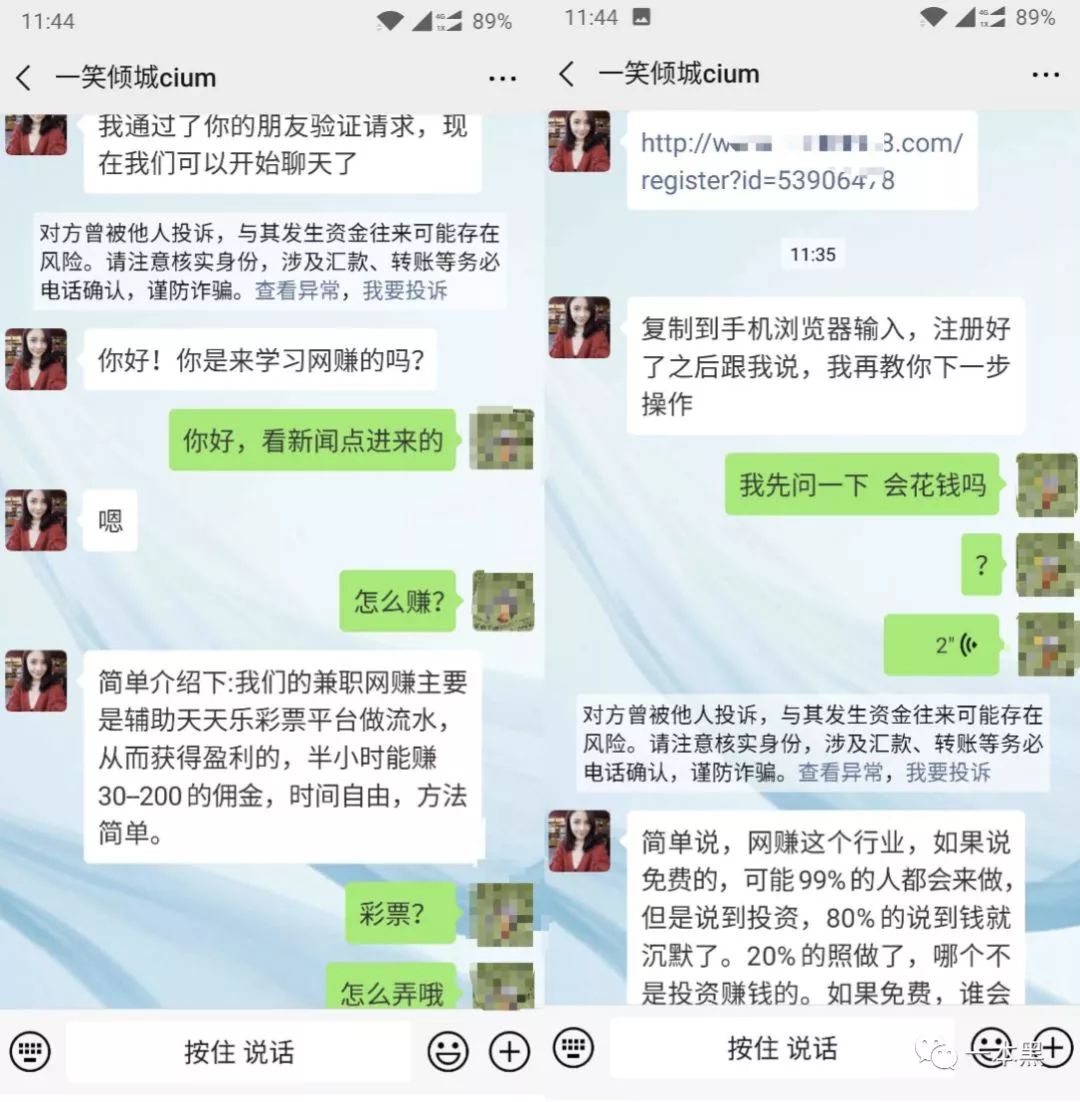 11:44
89%
一笑倾城cium
我通过了你的朋友验证请求，现
在我们可以开始聊天了
对方曾被他人投诉，与其发生资金往来可能存在
风险。请注意核实身份，涉及汇款、转账等务必
电话确认，谨防诈骗。查看异常，我要投诉
你好！你是来学习网赚的吗？
你好，看新闻点进来的
嗯
怎么赚？
简单介绍下:我们的兼职网赚主要
是辅助天天乐彩票平台做流水，
从而获得盈利的，半小时能赚
30–200的佣金，时间自由，方法
简单。
彩票？
怎么弄哦
按住 说话
11:44
89%
一笑倾城cium
http://w 8.com/
register?id=53906478
11:35
复制到手机浏览器输入，注册好
了之后跟我说，我再教你下一步
操作
我先问一下 会花钱吗
？
2"
对方曾被他人投诉，与其发生资金往来可能存在
风险。请注意核实身份，涉及汇款、转账等务必
电话确认，谨防诈骗。查看异常，我要投诉
简单说，网赚这个行业，如果说
免费的，可能99%的人都会来做，
但是说到投资，80%的说到钱就
沉默了。20%的照做了，哪个不
是投资赚钱的。如果免费，谁会
按住 说话
一本黑